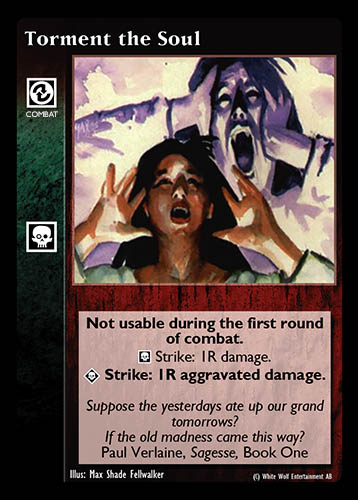 Torment the Soul
COMBAT
Not usable during the first round
of combat.
Strike: 1R damage.
Strike: 1R aggravated damage.
Suppose the yesterdays ate up our grand
tomorrows?
If the old madness came this way?
Paul Verlaine, Sagesse, Book One
Illus: Max Shade Fellwalker
(C) White Wolf Entertainment AB